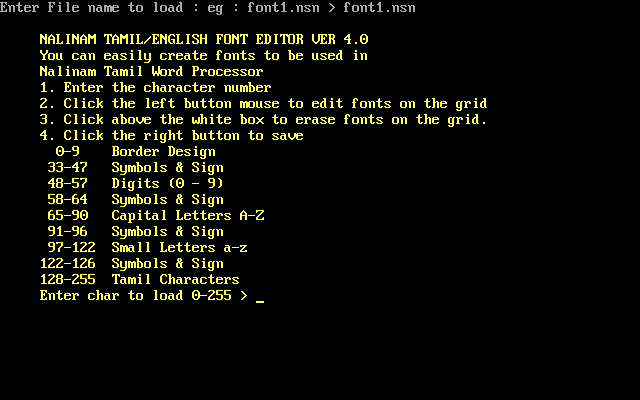 Enter File name to load : eg : font1.nsn > font1.nsn
NALINAM TAMIL/ENGLISH FONT EDITOR VER 4.0
You can easily create fonts to be used in
Nalinam Tamil Word Processor
1. Enter the character number
2. Click the left button mouse to edit fonts on the grid
3. Click above the white box to erase fonts on the grid.
4. Click the right button to save
0-9 Border Design
33-47 Symbols & Sign
48-57 Digits (0 - 9)
58-64 Symbols & Sign
65-90 Capital Letters A-Z
91-96 Symbols & Sign
97-122 Small Letters a-z
122-126 Symbols & Sign
128-255 Tamil Characters
Enter char to load 0-255 > _